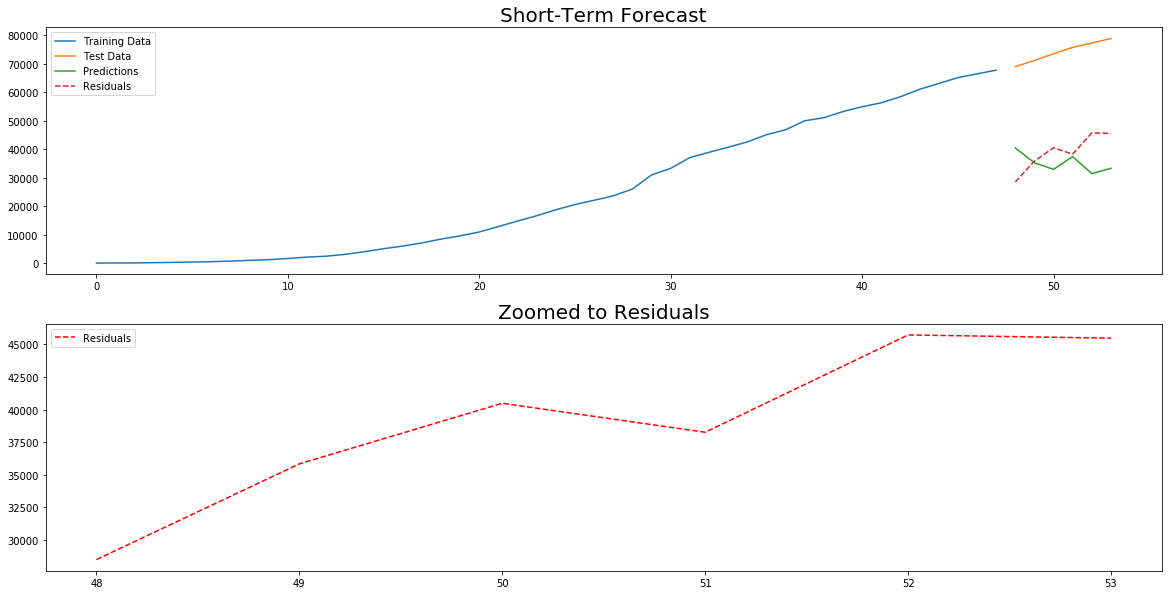 Short-Term Forecast
80000
70000
60000
50000
40000
30000
20000
10000
0
Training Data
Test Data
Predictions
Residuals
0 10 20 30 40 50
Zoomed to Residuals
45000
42500
40000
37500
35000
32500
30000
Residuals
48 49 50 51 52 53